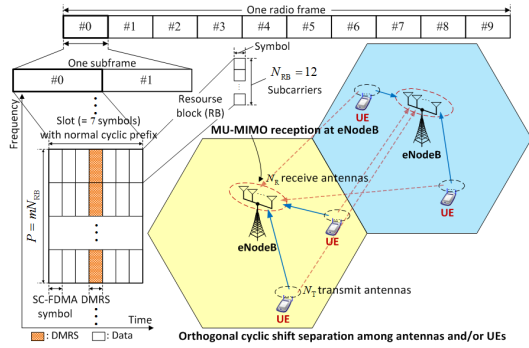 One radio frame
#0 #1 #2 #3 #4 #5 #6 #7 #8 #9
One subframe
#0 #1
Symbol
N_RB = 12
Subcarriers
Resourse
block (RB)
Frequency
Slot (= 7 symbols)
with normal cyclic prefix
P = mN_RB
SC-FDMA DMRS
symbol
Time
: DMRS : Data
MU-MIMO reception at eNodeB
N_R receive antennas
eNodeB
UE
UE
N_T transmit antennas
UE
eNodeB
UE
Orthogonal cyclic shift separation among antennas and/or UEs